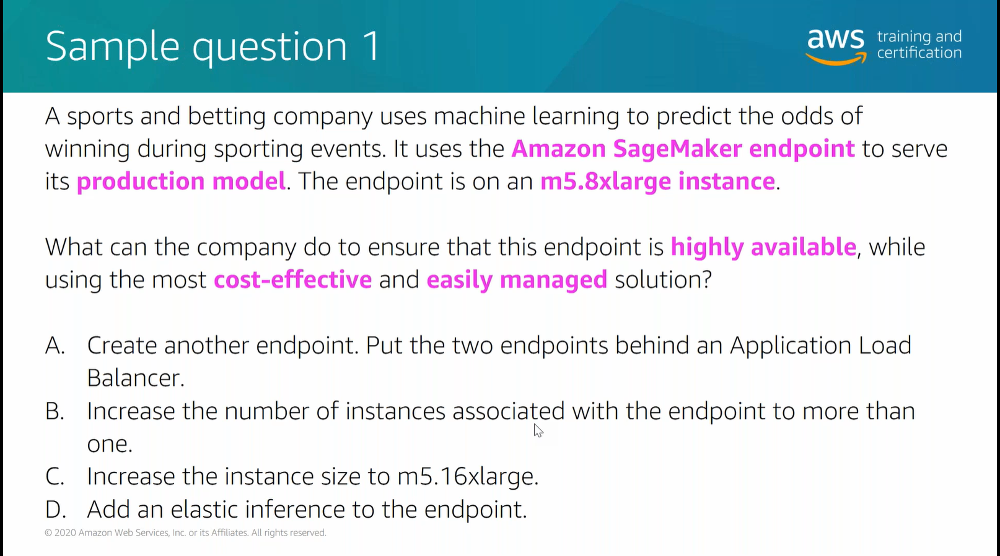 Sample question 1
aws training and
certification
A sports and betting company uses machine learning to predict the odds of
winning during sporting events. It uses the Amazon SageMaker endpoint to serve
its production model. The endpoint is on an m5.8xlarge instance.
What can the company do to ensure that this endpoint is highly available, while
using the most cost-effective and easily managed solution?
A. Create another endpoint. Put the two endpoints behind an Application Load
Balancer.
B. Increase the number of instances associated with the endpoint to more than
one.
C. Increase the instance size to m5.16xlarge.
D. Add an elastic inference to the endpoint.
© 2020 Amazon Web Services, Inc. or its Affiliates. All rights reserved.